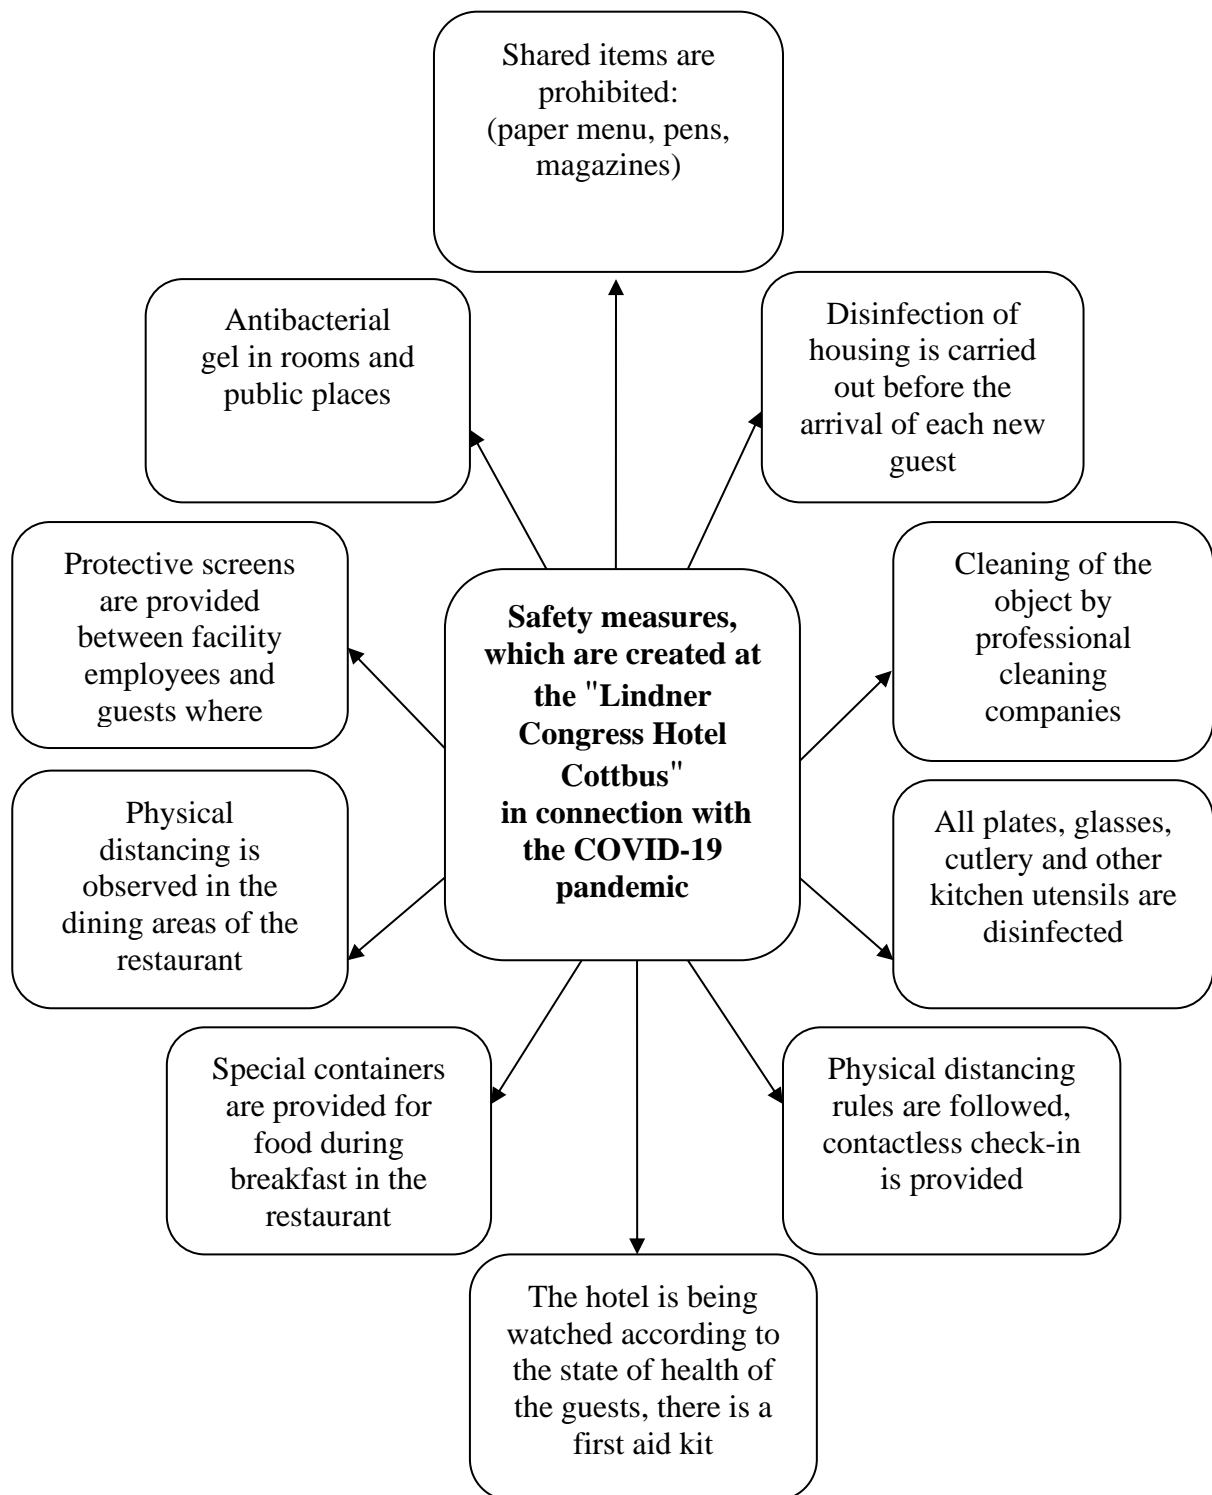 Shared items are
prohibited:
(paper menu, pens,
magazines)
Antibacterial
gel in rooms and
public places
Disinfection of
housing is carried
out before the
arrival of each new
guest
Protective screens
are provided
between facility
employees and
guests where
Safety measures,
which are created at
the "Lindner
Congress Hotel
Cottbus"
in connection with
the COVID-19
pandemic
Cleaning of the
object by
professional
cleaning
companies
Physical
distancing is
observed in the
dining areas of the
restaurant
All plates, glasses,
cutlery and other
kitchen utensils are
disinfected
Special containers
are provided for
food during
breakfast in the
restaurant
Physical distancing
rules are followed,
contactless check-in
is provided
The hotel is being
watched according to
the state of health of
the guests, there is a
first aid kit